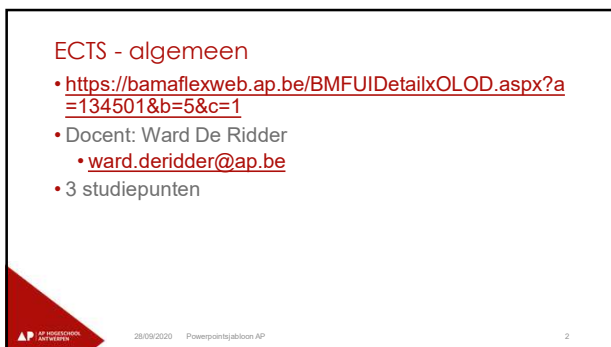 ECTS - algemeen
• https://bamaflexweb.ap.be/BMFUIDetailxOLOD.aspx?a
=134501&b=5&c=1
• Docent: Ward De Ridder
• ward.deridder@ap.be
• 3 studiepunten
AP AP HOGESCHOOL
ANTWERPEN
28/09/2020 Powerpointsjabloon AP 2